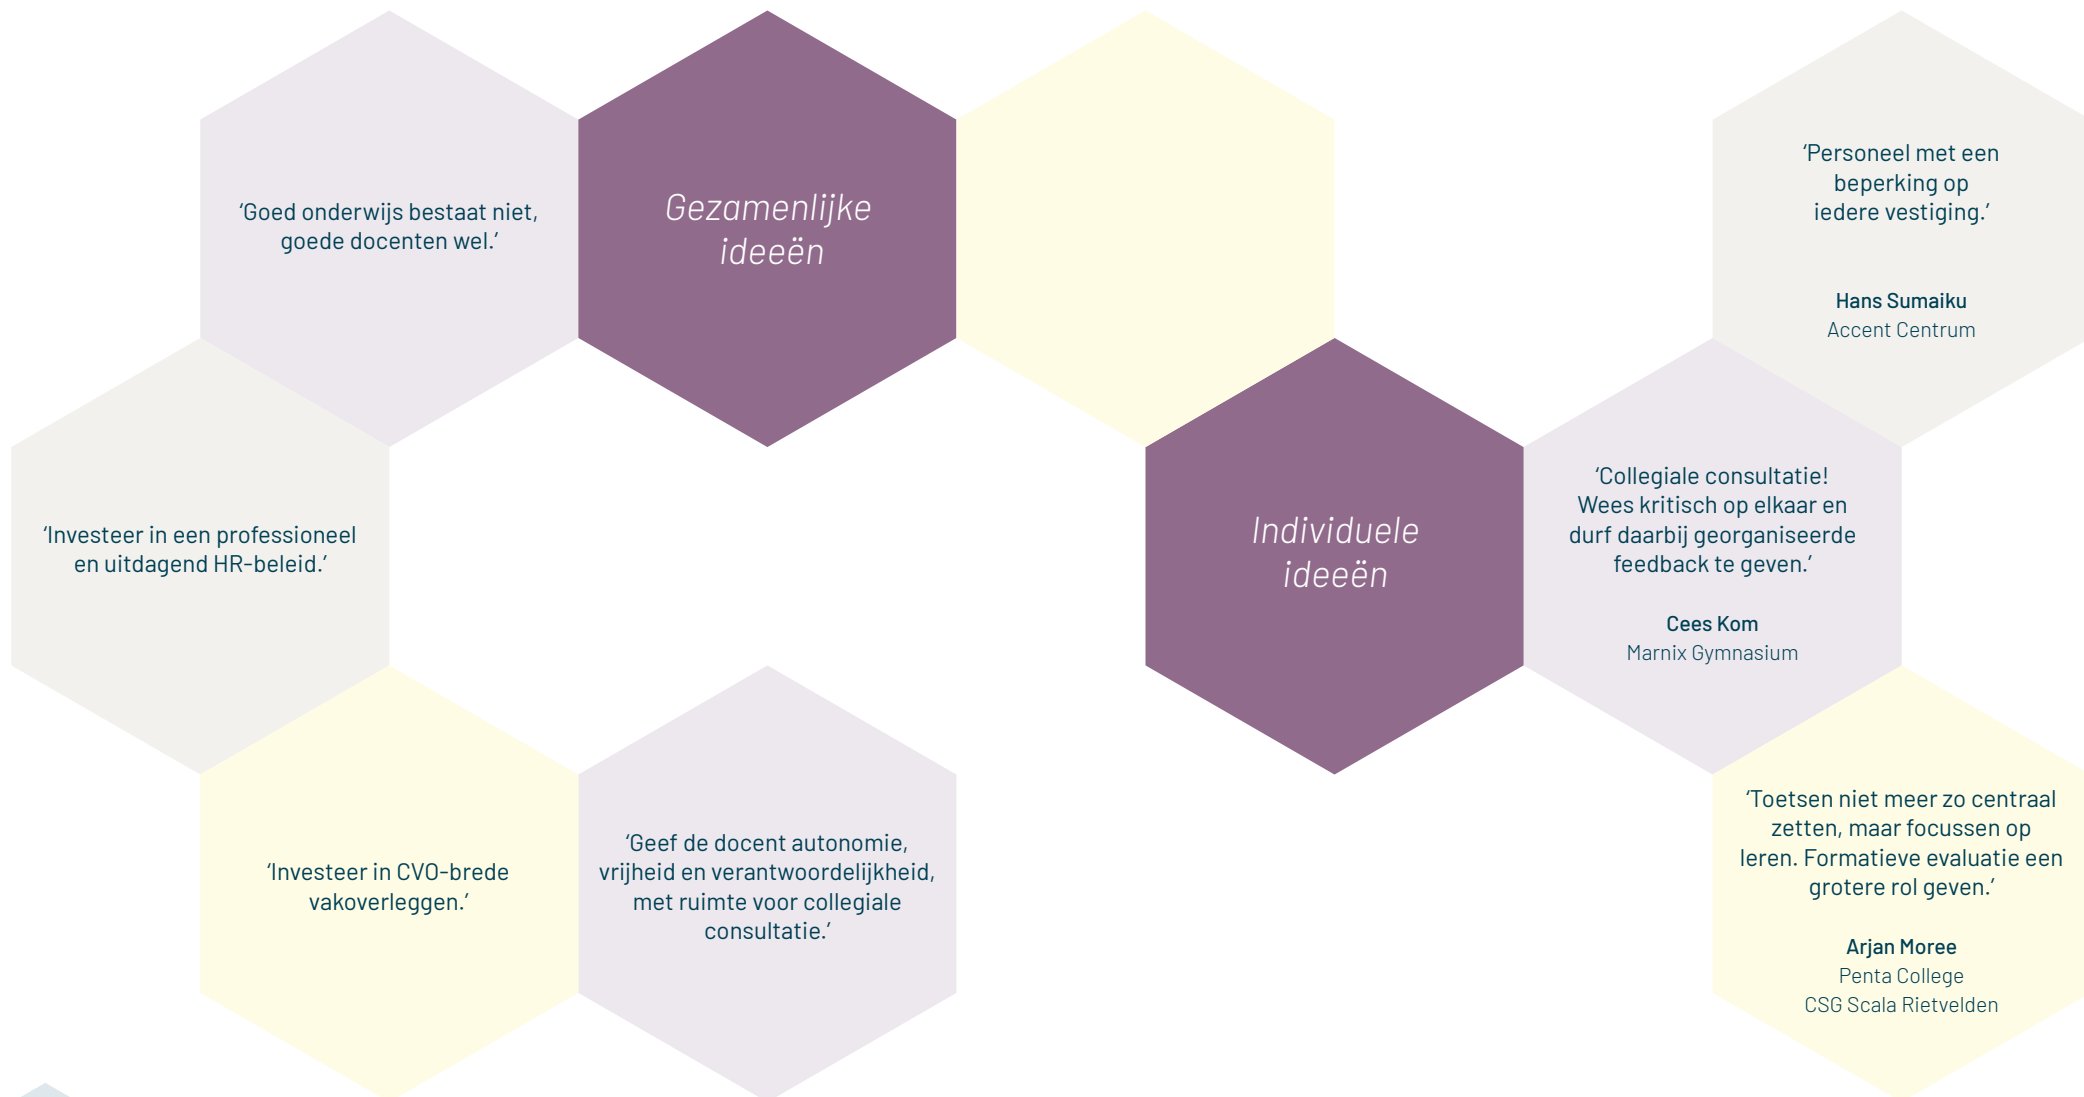 Gezamenlijke
ideeën
‘Goed onderwijs bestaat niet,
goede docenten wel.’
‘Investeer in een professioneel
en uitdagend HR-beleid.’
‘Investeer in CVO-brede
vakoverleggen.’
‘Geef de docent autonomie,
vrijheid en verantwoordelijkheid,
met ruimte voor collegiale
consultatie.’
Individuele
ideeën
‘Personeel met een
beperking op
iedere vestiging.’
Hans Sumaiku
Accent Centrum
‘Collegiale consultatie!
Wees kritisch op elkaar en
durf daarbij georganiseerde
feedback te geven.’
Cees Kom
Marnix Gymnasium
‘Toetsen niet meer zo centraal
zetten, maar focussen op
leren. Formatieve evaluatie een
grotere rol geven.’
Arjan Moree
Penta College
CSG Scala Rietvelden